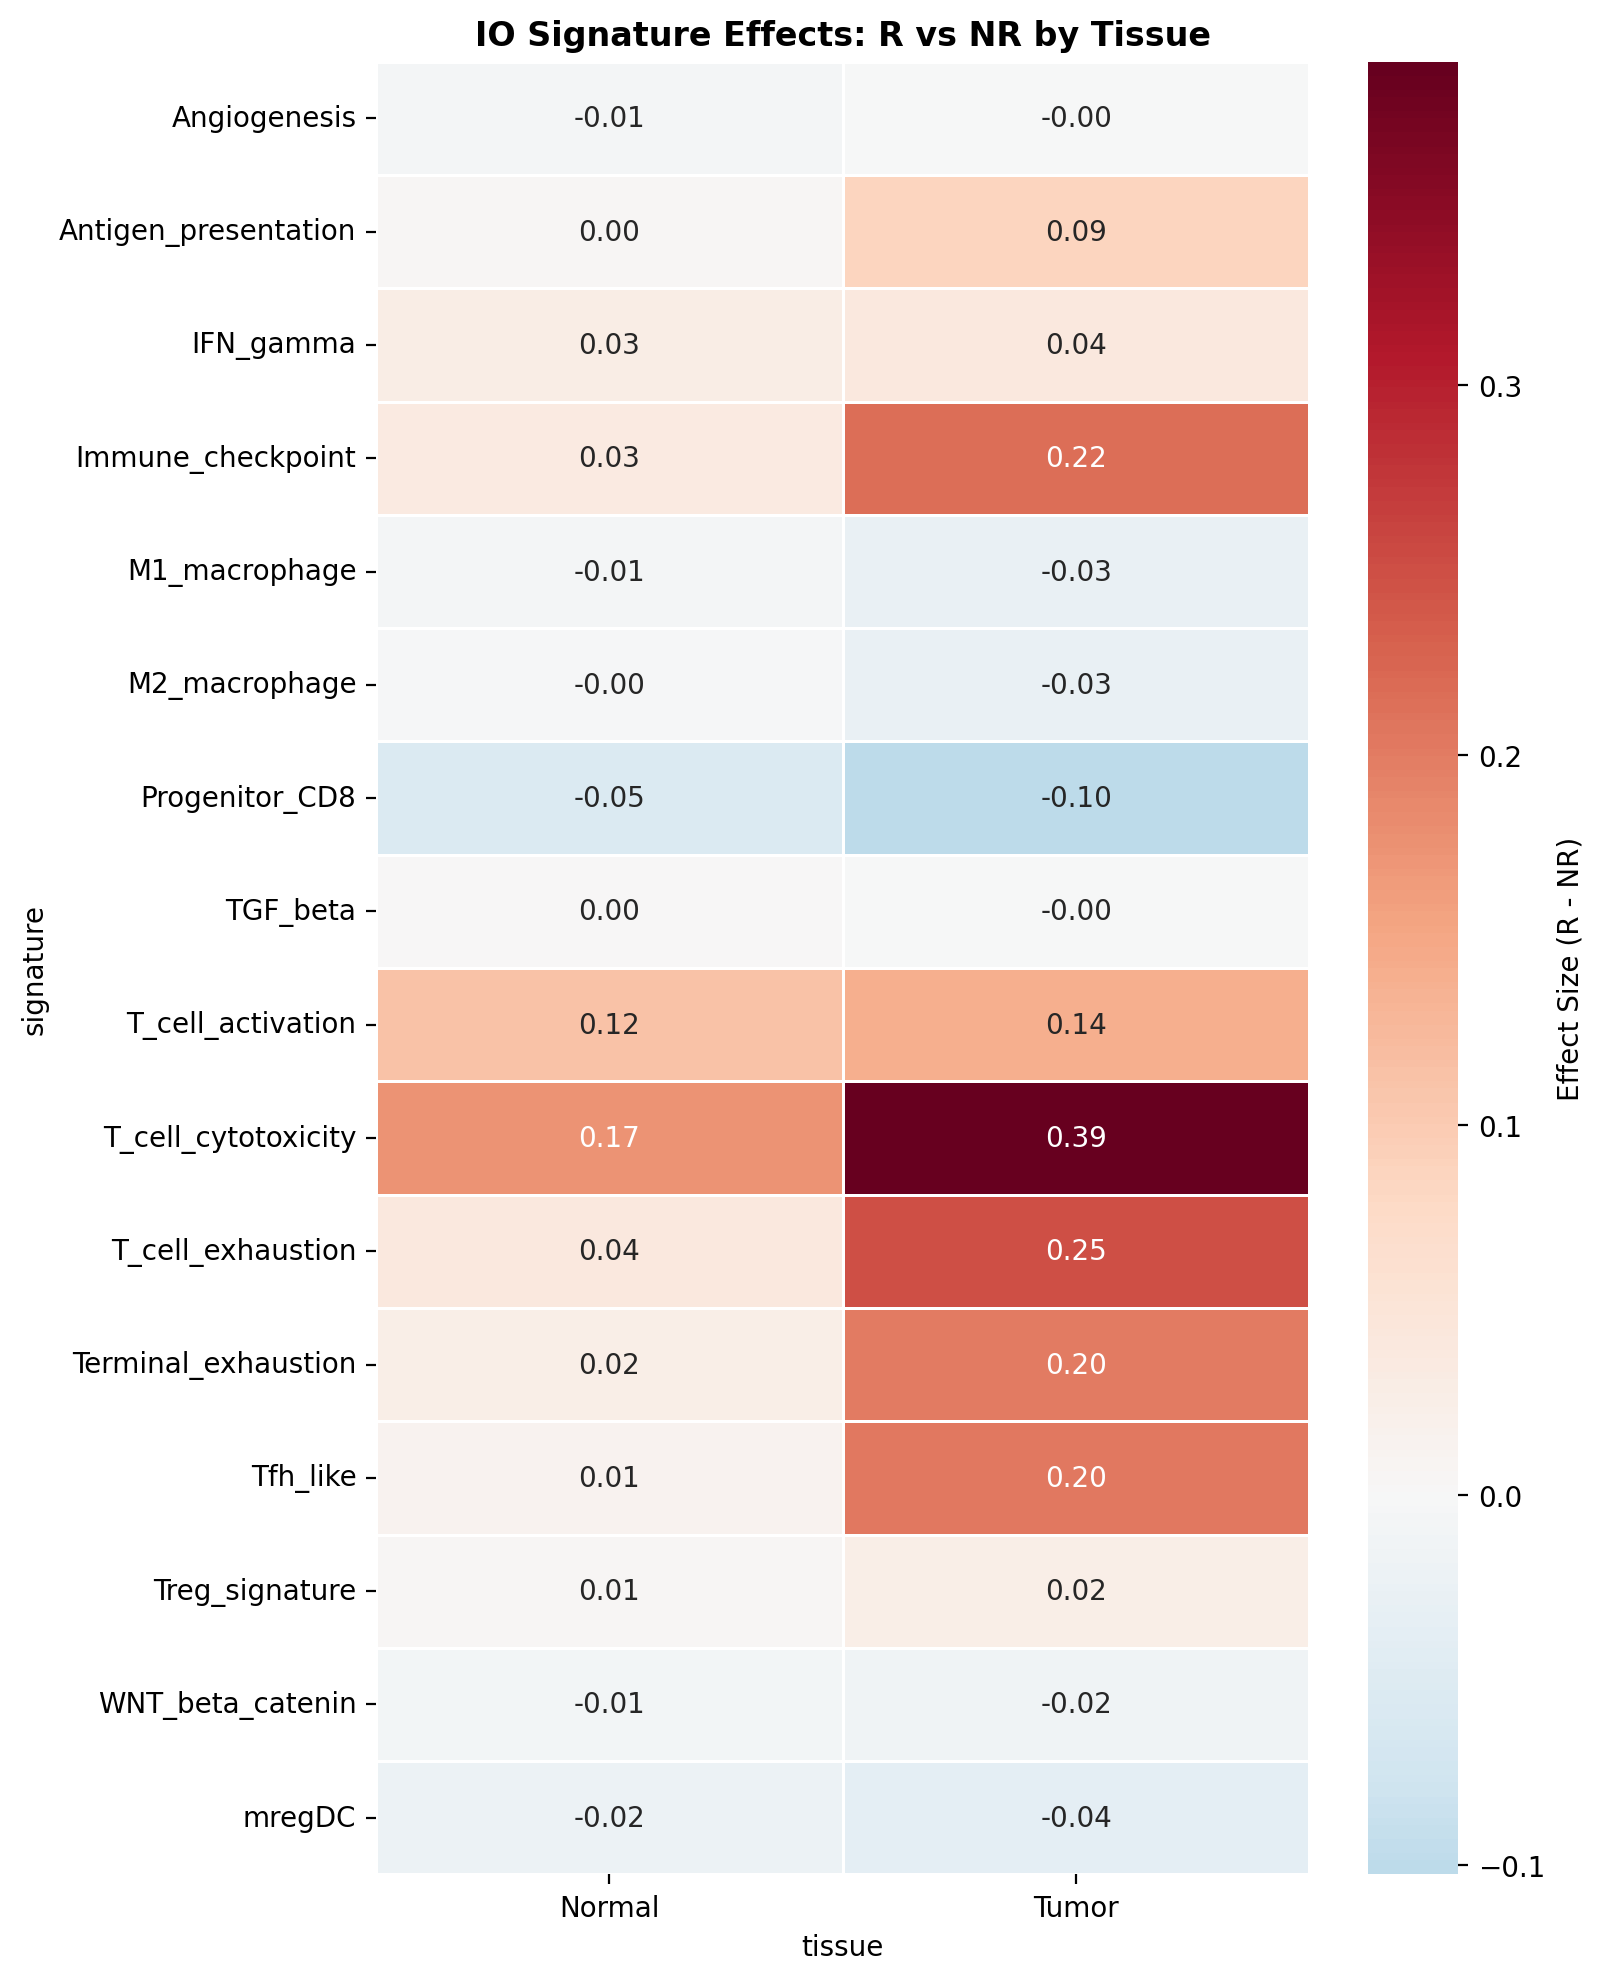 IO Signature Effects: R vs NR by Tissue
Angiogenesis -0.01 -0.00
Antigen_presentation 0.00 0.09
IFN_gamma 0.03 0.04
Immune_checkpoint 0.03 0.22
M1_macrophage -0.01 -0.03
M2_macrophage -0.00 -0.03
Progenitor_CD8 -0.05 -0.10
TGF_beta 0.00 -0.00
T_cell_activation 0.12 0.14
T_cell_cytotoxicity 0.17 0.39
T_cell_exhaustion 0.04 0.25
Terminal_exhaustion 0.02 0.20
Tfh_like 0.01 0.20
Treg_signature 0.01 0.02
WNT_beta_catenin -0.01 -0.02
mregDC -0.02 -0.04
signature
Normal Tumor
tissue
0.3
0.2
0.1
0.0
−0.1
Effect Size (R - NR)